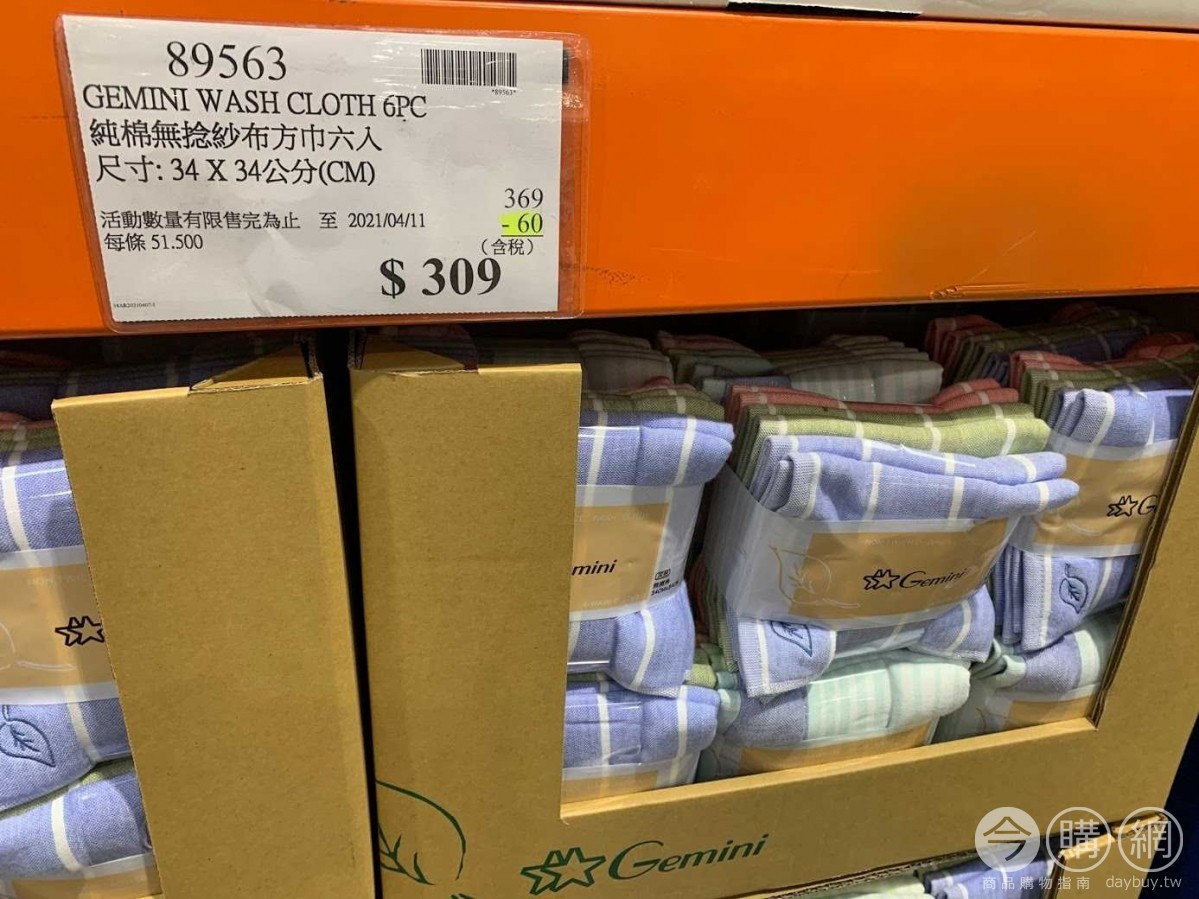 89563
*89563*
GEMINI WASH CLOTH 6PC
純棉無捻紗布方巾六入
尺寸: 34 X 34公分(CM)
369
活動數量有限售完為止 至 2021/04/11
- 60
每條 51.500
(含稅)
$ 309
Gemini
mini
G
Gemini
今購網
商品購物指南 daybuy.tw